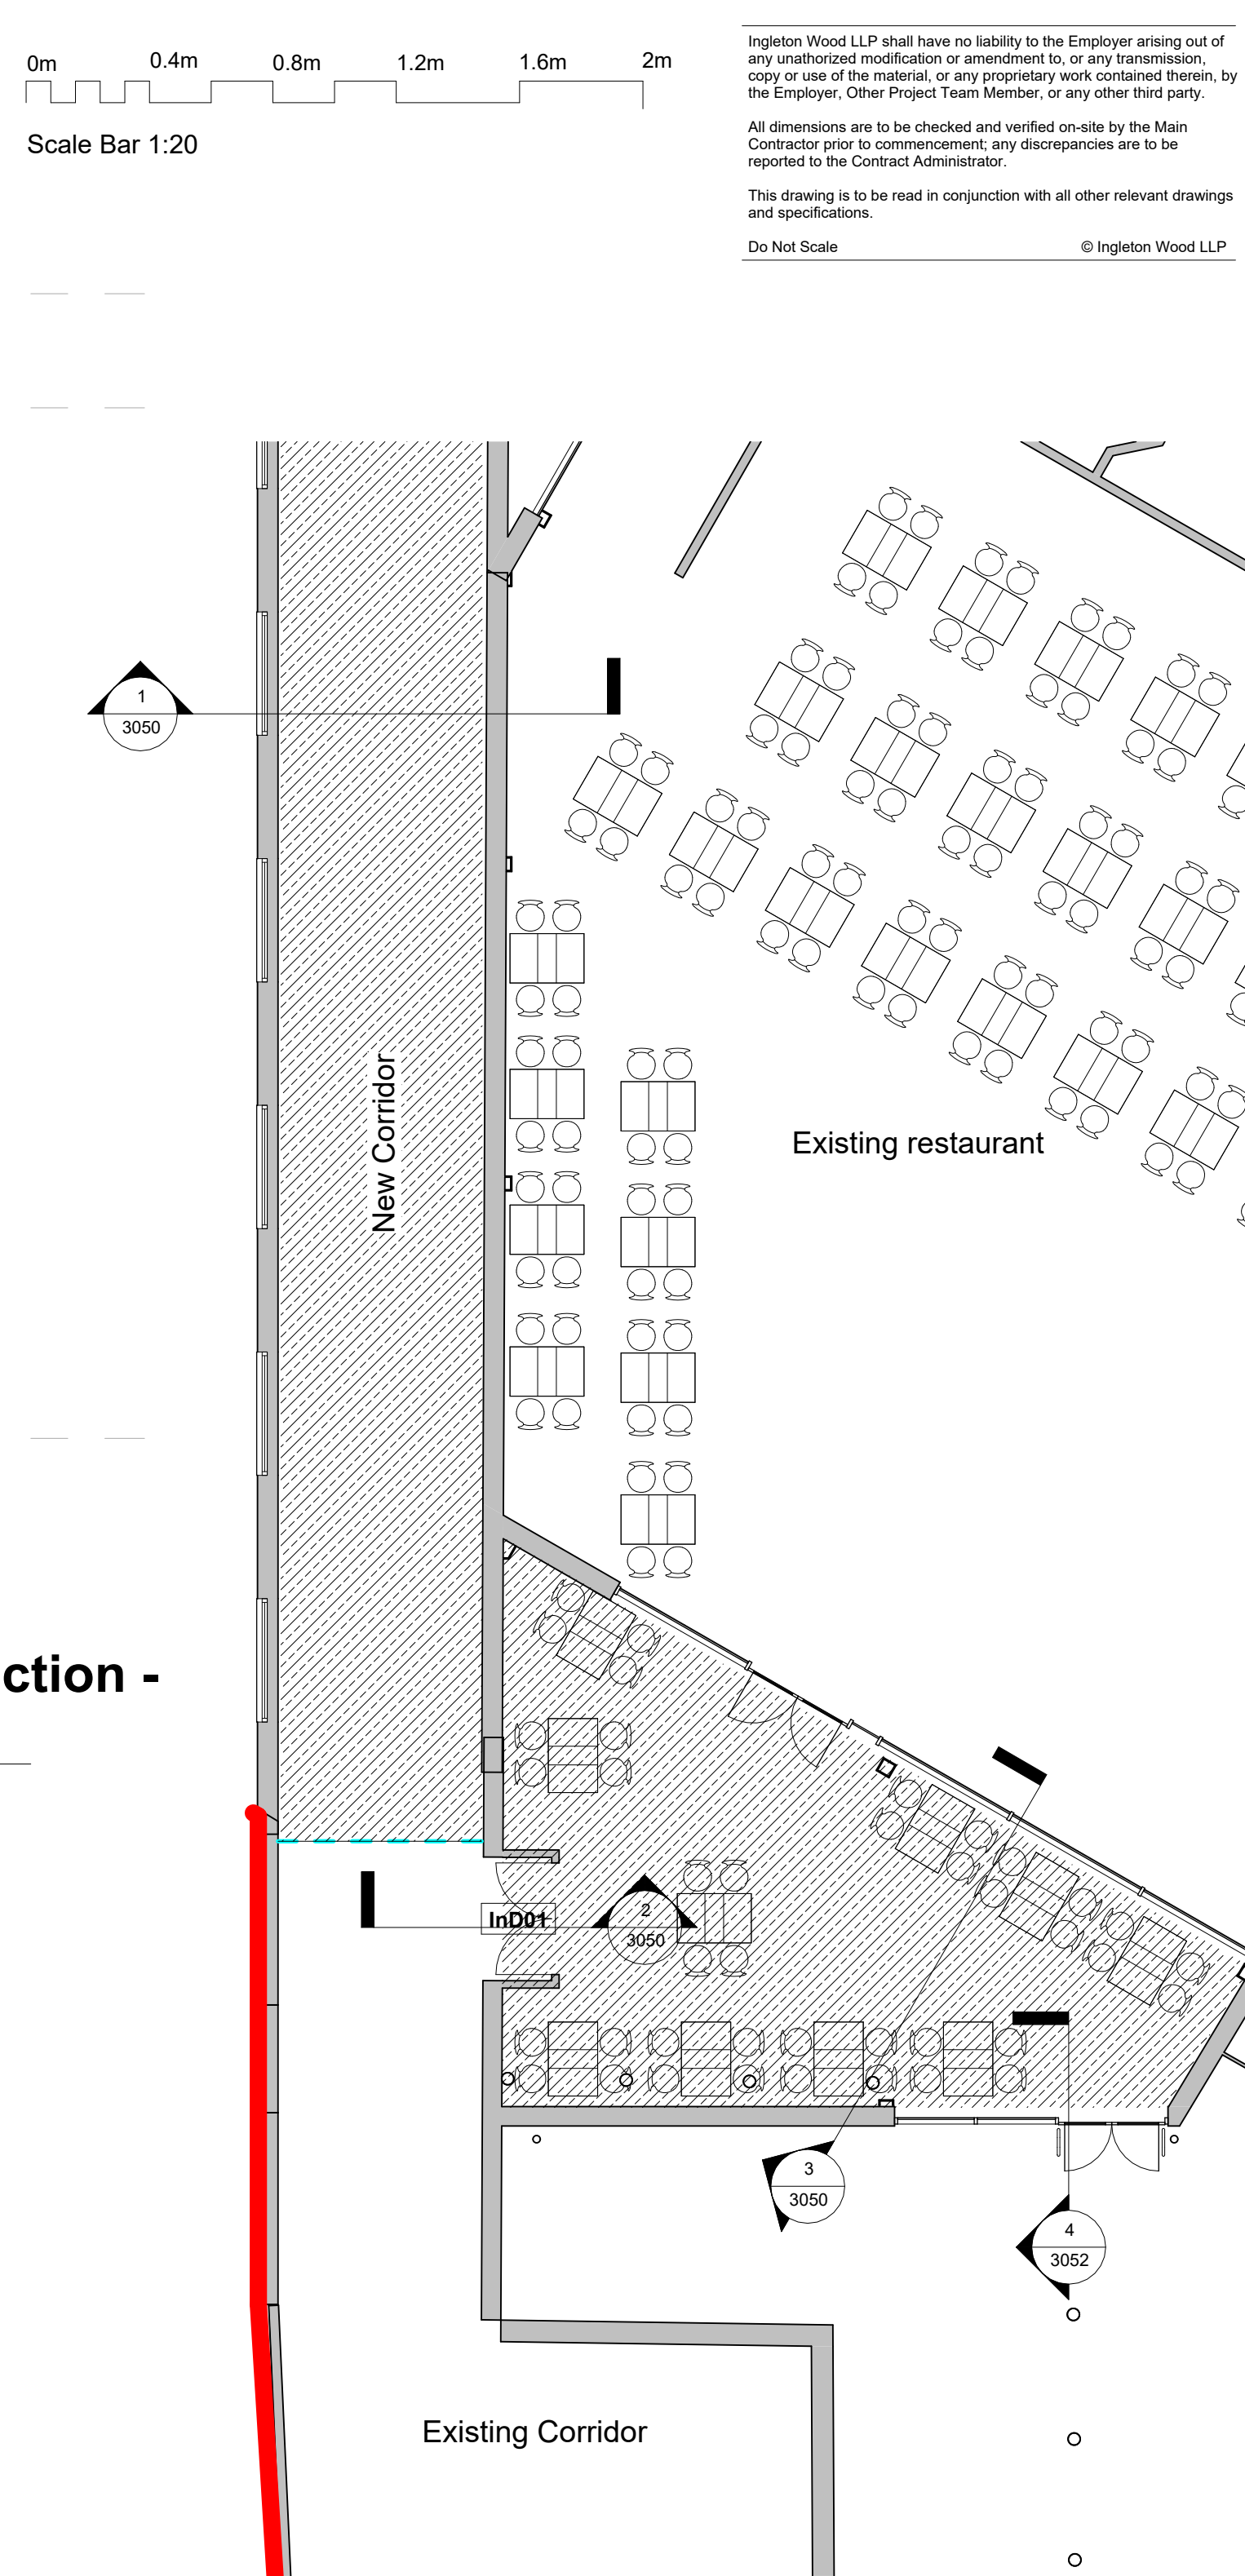 0m 0.4m 0.8m 1.2m 1.6m 2m
Scale Bar 1:20
Ingleton Wood LLP shall have no liability to the Employer arising out of
any unathorized modification or amendment to, or any transmission,
copy or use of the material, or any proprietary work contained therein, by
the Employer, Other Project Team Member, or any other third party.
All dimensions are to be checked and verified on-site by the Main
Contractor prior to commencement; any discrepancies are to be
reported to the Contract Administrator.
This drawing is to be read in conjunction with all other relevant drawings
and specifications.
Do Not Scale © Ingleton Wood LLP
1
3050
New Corridor
Existing restaurant
ction -
InD01
2
3050
3
3050
4
3052
Existing Corridor